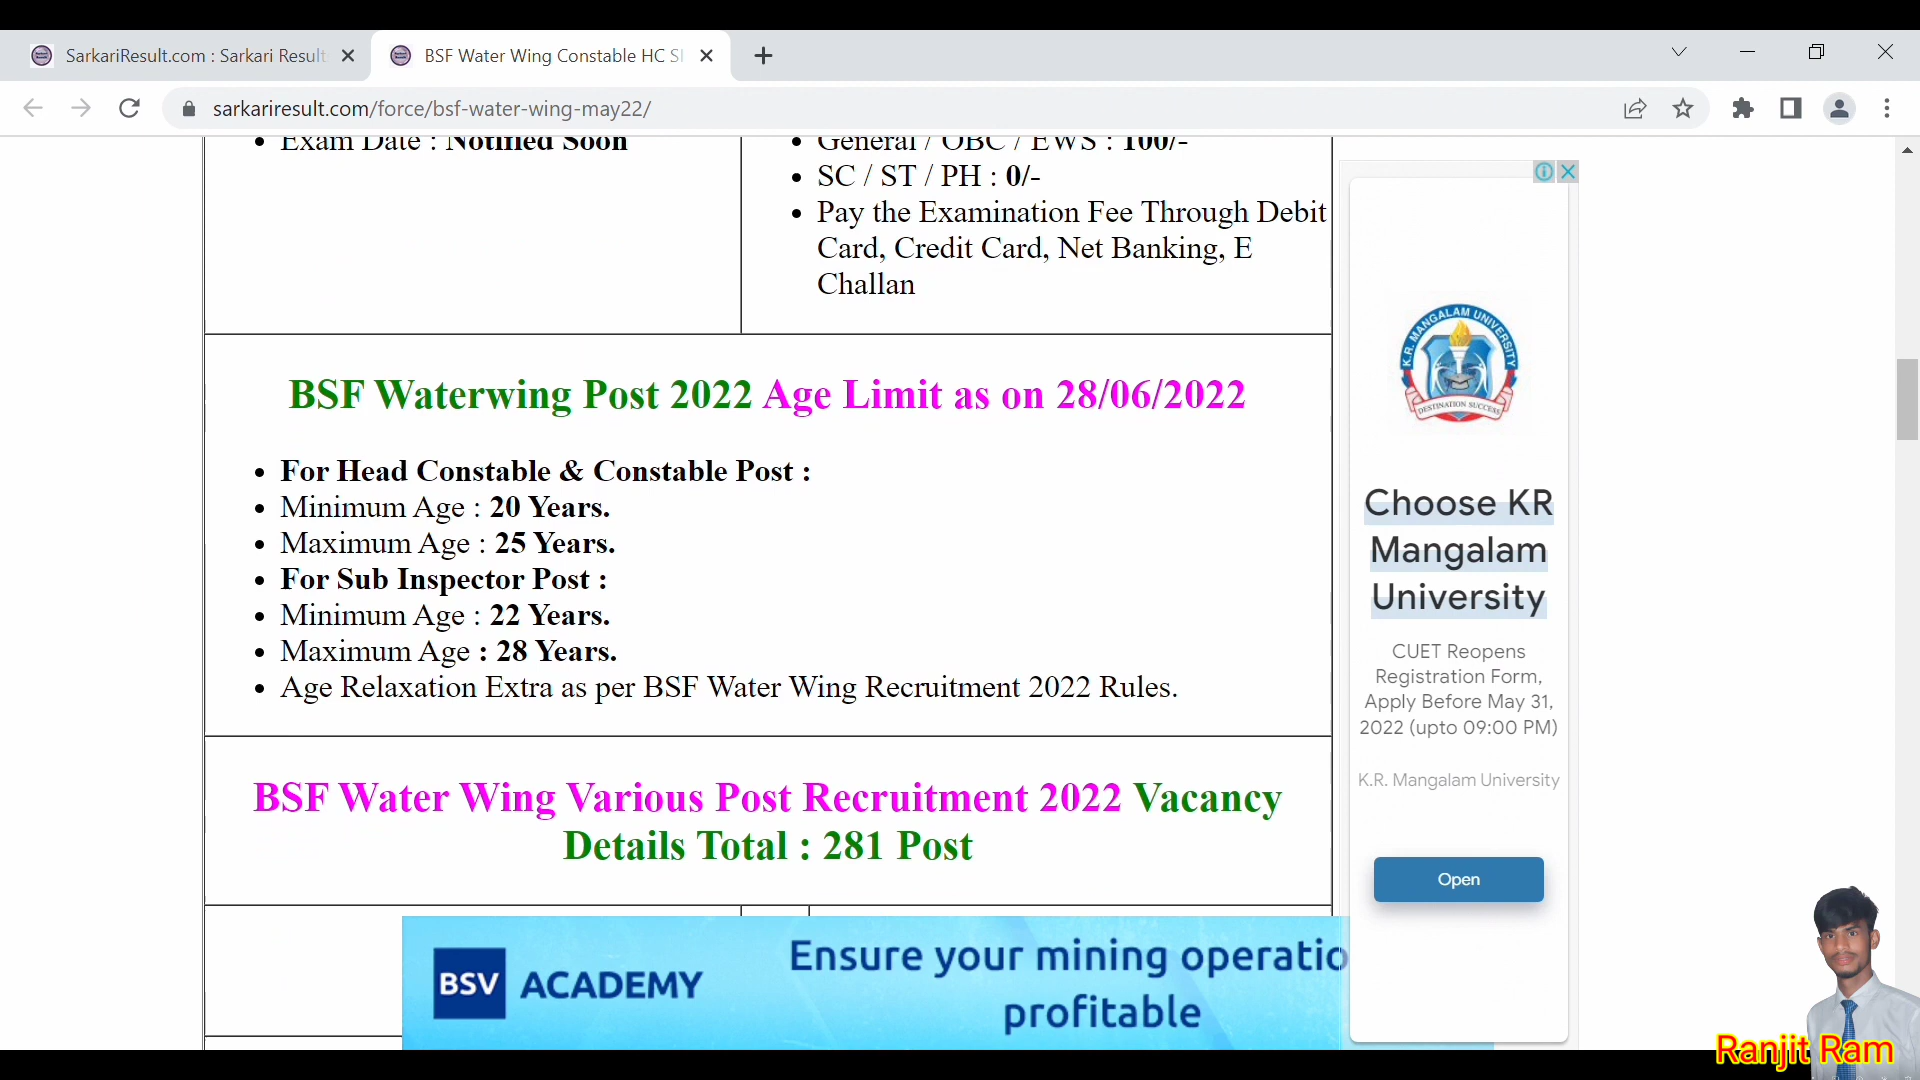 SarkariResult.com : Sarkari Result
BSF Water Wing Constable HC SI
sarkariresult.com/force/bsf-water-wing-may22/
Exam Date : Notified Soon
General / OBC / EWS : 100/-
SC / ST / PH : 0/-
Pay the Examination Fee Through Debit
Card, Credit Card, Net Banking, E
Challan
BSF Waterwing Post 2022 Age Limit as on 28/06/2022
For Head Constable & Constable Post :
Minimum Age : 20 Years.
Maximum Age : 25 Years.
For Sub Inspector Post :
Minimum Age : 22 Years.
Maximum Age : 28 Years.
Age Relaxation Extra as per BSF Water Wing Recruitment 2022 Rules.
BSF Water Wing Various Post Recruitment 2022 Vacancy
Details Total : 281 Post
K.R. MANGALAM UNIVERSITY
DESTINATION SUCCESS
Choose KR
Mangalam
University
CUET Reopens
Registration Form,
Apply Before May 31,
2022 (upto 09:00 PM)
K.R. Mangalam University
Open
BSV ACADEMY
Ensure your mining operatio
profitable
Ranjit Ram